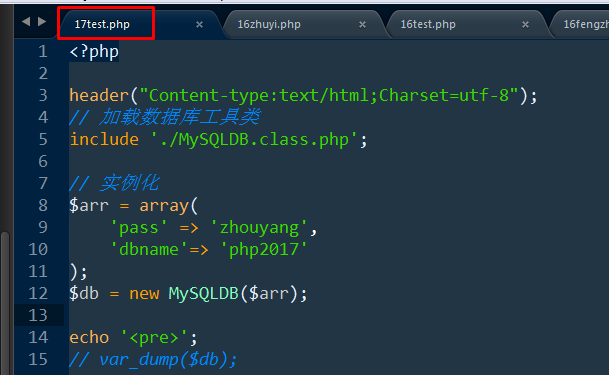 17test.php × 16zhuyi.php × 16test.php × 16fengzh
1 <?php
2
3 header("Content-type:text/html;Charset=utf-8");
4 // 加载数据库工具类
5 include './MySQLDB.class.php';
6
7 // 实例化
8 $arr = array(
9 'pass' => 'zhouyang',
10 'dbname'=> 'php2017'
11 );
12 $db = new MySQLDB($arr);
13
14 echo '<pre>';
15 // var_dump($db);